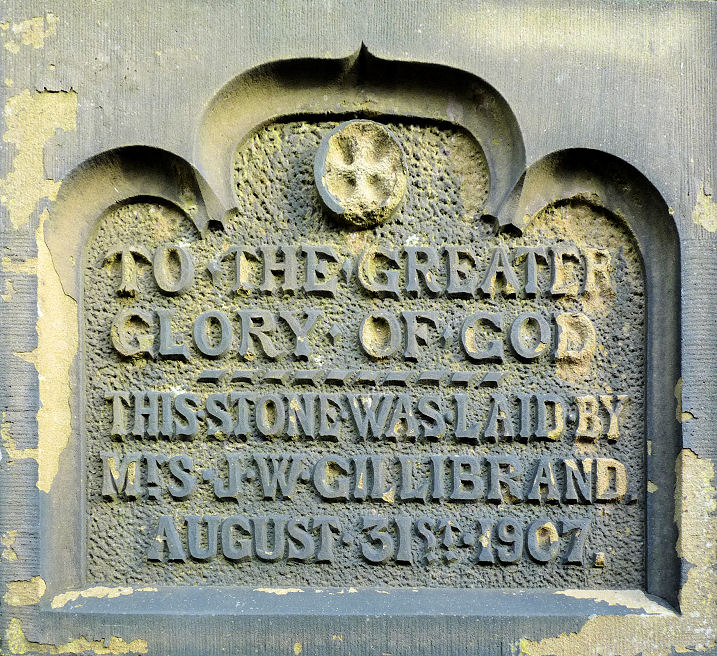 TO·THE·GREATER
GLORY·OF·GOD
THIS·STONE·WAS·LAID·BY
MRS·J·W·GILLIBRAND
AUGUST·31ST·1907.